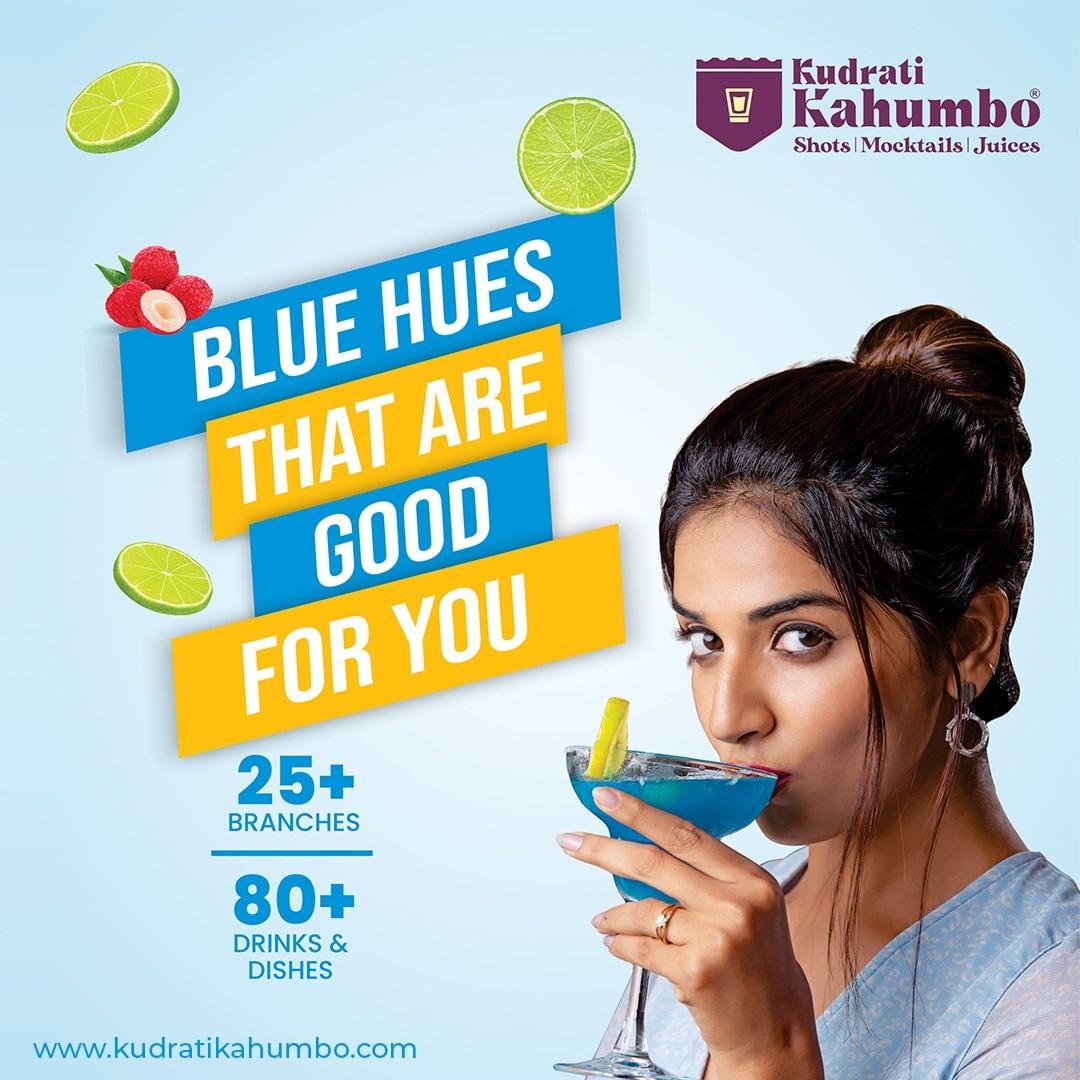 Kudrati
Kahumbo®
Shots | Mocktails | Juices
BLUE HUES
THAT ARE
GOOD
FOR YOU
25+
BRANCHES
80+
DRINKS &
DISHES
www.kudratikahumbo.com